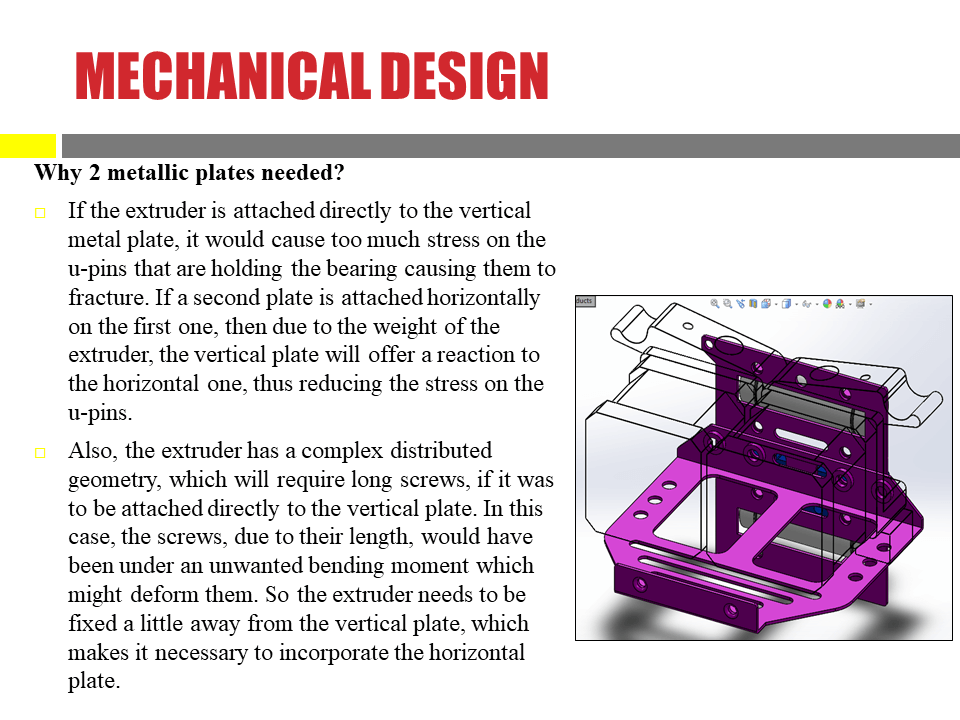 MECHANICAL DESIGN
Why 2 metallic plates needed?
If the extruder is attached directly to the vertical
metal plate, it would cause too much stress on the
u-pins that are holding the bearing causing them to
fracture. If a second plate is attached horizontally
on the first one, then due to the weight of the
extruder, the vertical plate will offer a reaction to
the horizontal one, thus reducing the stress on the
u-pins.
Also, the extruder has a complex distributed
geometry, which will require long screws, if it was
to be attached directly to the vertical plate. In this
case, the screws, due to their length, would have
been under an unwanted bending moment which
might deform them. So the extruder needs to be
fixed a little away from the vertical plate, which
makes it necessary to incorporate the horizontal
plate.
ducts